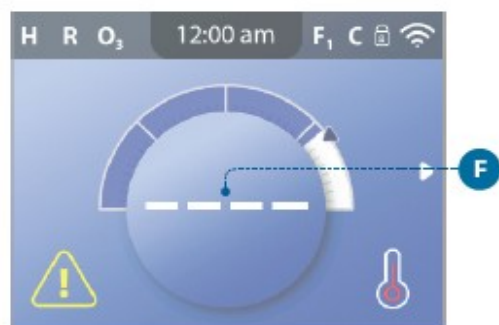 H R O₃ 12:00 am F₁ C
– – – – F